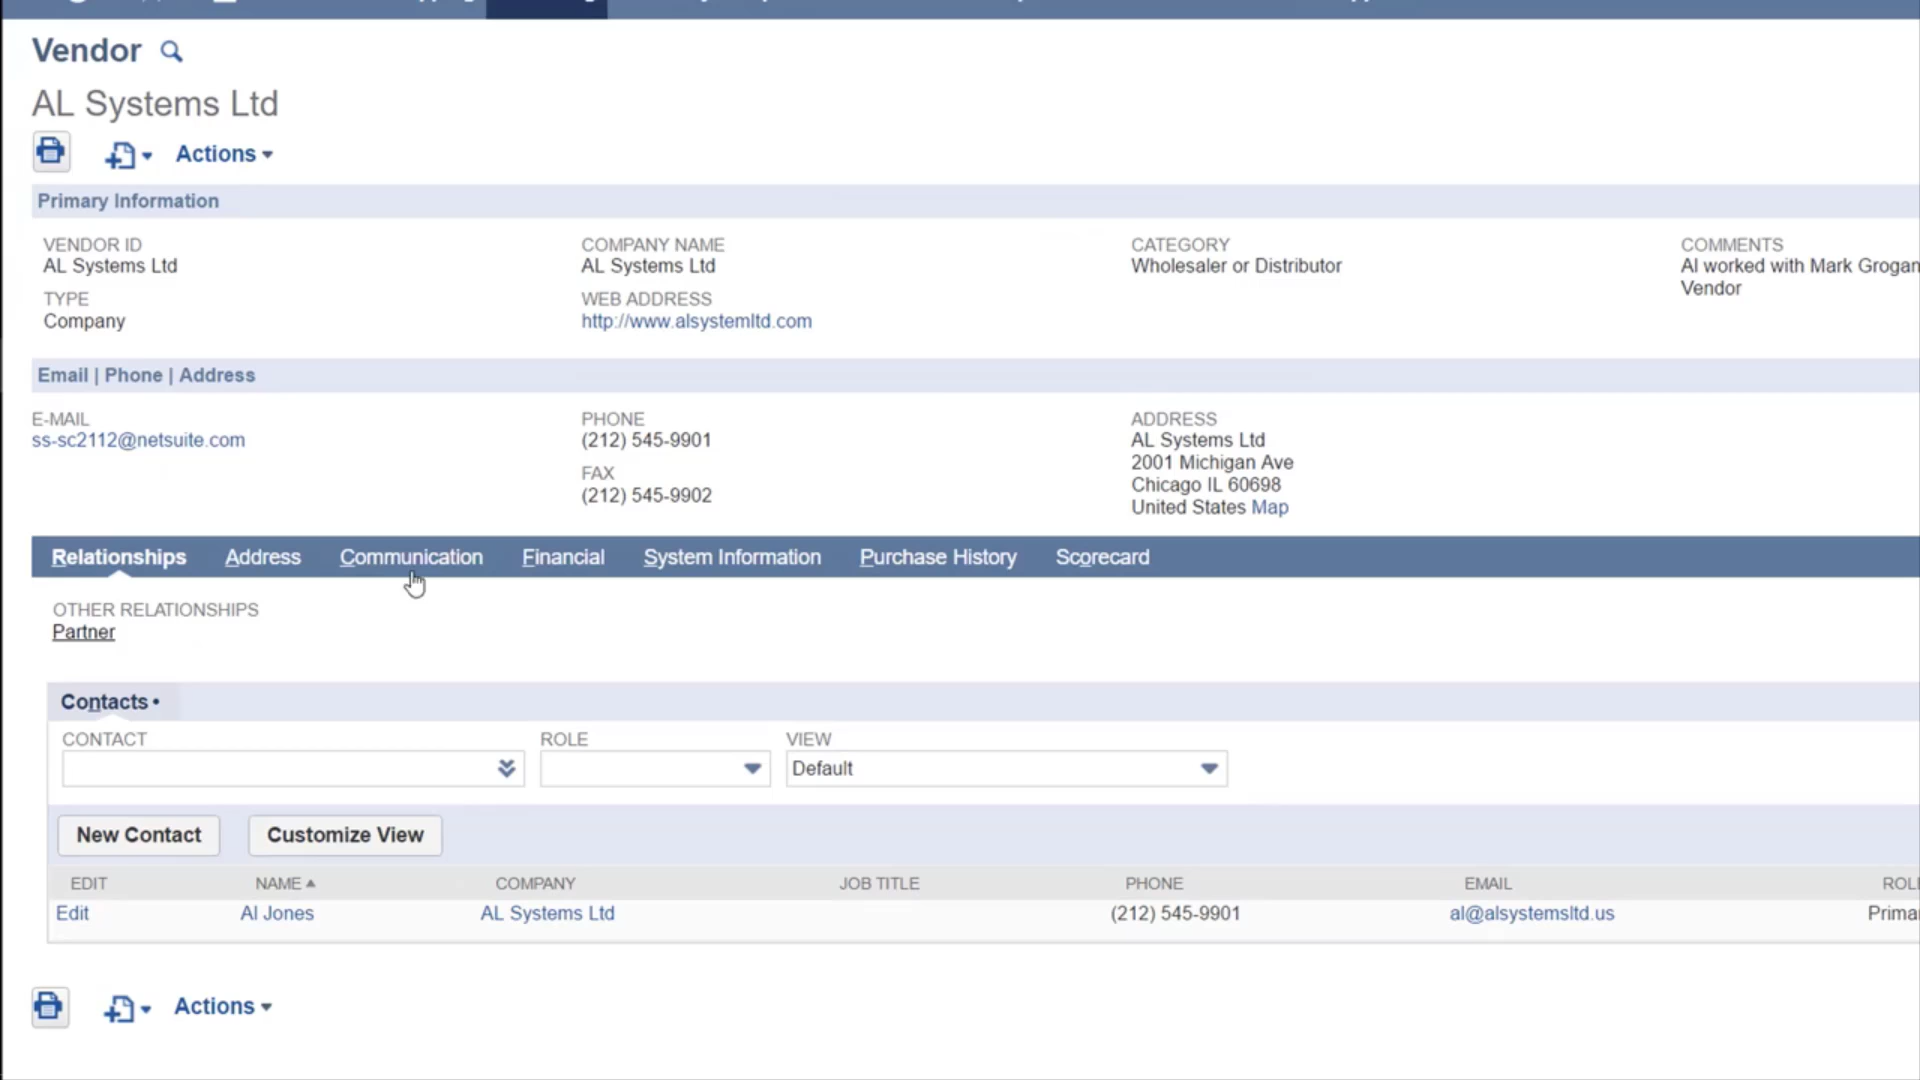 Vendor
AL Systems Ltd
Actions
Primary Information
VENDOR ID
AL Systems Ltd
TYPE
Company
COMPANY NAME
AL Systems Ltd
WEB ADDRESS
http://www.alsystemltd.com
CATEGORY
Wholesaler or Distributor
COMMENTS
Al worked with Mark Grogan
Vendor
Email | Phone | Address
E-MAIL
ss-sc2112@netsuite.com
PHONE
(212) 545-9901
FAX
(212) 545-9902
ADDRESS
AL Systems Ltd
2001 Michigan Ave
Chicago IL 60698
United States Map
Relationships Address Communication Financial System Information Purchase History Scorecard
OTHER RELATIONSHIPS
Partner
Contacts •
CONTACT ROLE VIEW
Default
New Contact Customize View
EDIT NAME COMPANY JOB TITLE PHONE EMAIL ROL
Edit Al Jones AL Systems Ltd (212) 545-9901 al@alsystemsltd.us Prima
Actions